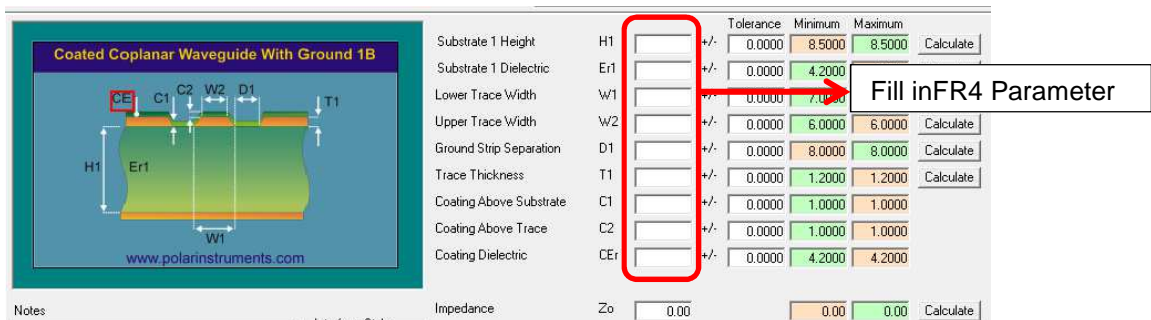 Tolerance Minimum Maximum
Coated Coplanar Waveguide With Ground 1B
CE C1 C2 W2 D1 T1
H1 Er1
W1
www.polarinstruments.com
Substrate 1 Height H1 +/- 0.0000 8.5000 8.5000 Calculate
Substrate 1 Dielectric Er1 +/- 0.0000 4.2000
Lower Trace Width W1 +/- 0.0000 7.0000
Fill inFR4 Parameter
Upper Trace Width W2 +/- 0.0000 6.0000 6.0000 Calculate
Ground Strip Separation D1 +/- 0.0000 8.0000 8.0000 Calculate
Trace Thickness T1 +/- 0.0000 1.2000 1.2000 Calculate
Coating Above Substrate C1 +/- 0.0000 1.0000 1.0000
Coating Above Trace C2 +/- 0.0000 1.0000 1.0000
Coating Dielectric CEr +/- 0.0000 4.2000 4.2000
Notes
Impedance Zo 0.00 0.00 0.00 Calculate